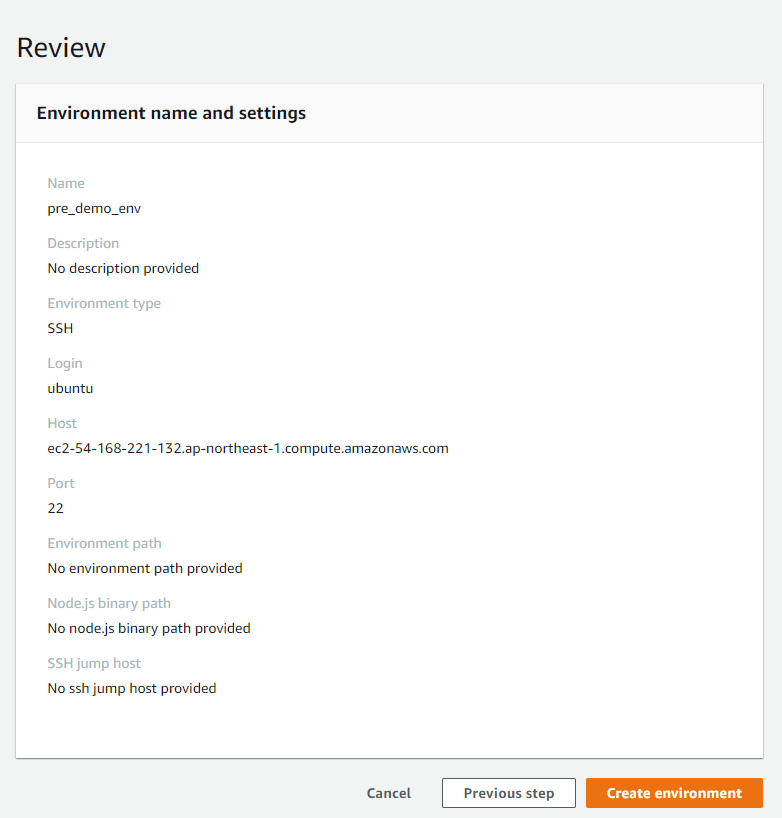 Review
Environment name and settings
Name
pre_demo_env
Description
No description provided
Environment type
SSH
Login
ubuntu
Host
ec2-54-168-221-132.ap-northeast-1.compute.amazonaws.com
Port
22
Environment path
No environment path provided
Node.js binary path
No node.js binary path provided
SSH jump host
No ssh jump host provided
Cancel Previous step Create environment